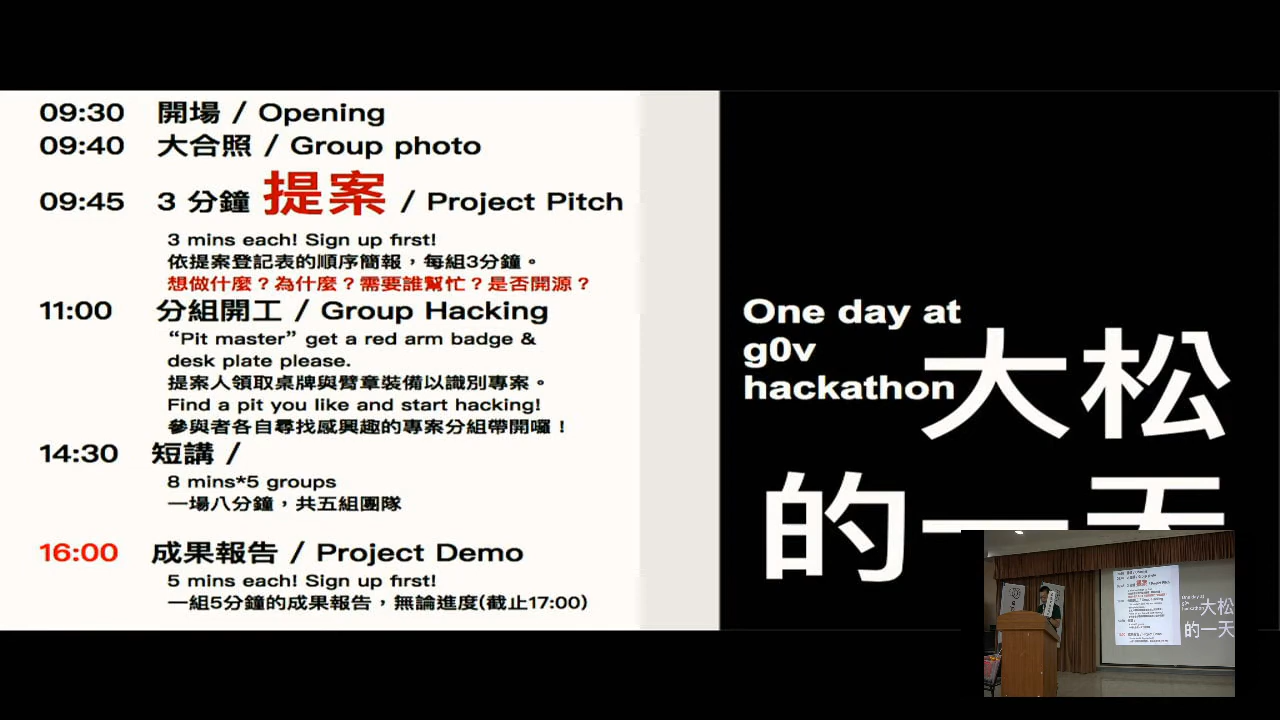 09:30 開場 / Opening
09:40 大合照 / Group photo
09:45 3 分鐘 提案 / Project Pitch
3 mins each! Sign up first!
依提案登記表的順序簡報，每組3分鐘。
想做什麼？為什麼？需要誰幫忙？是否開源？
11:00 分組開工 / Group Hacking
“Pit master” get a red arm badge &
desk plate please.
提案人領取桌牌與臂章裝備以識別專案。
Find a pit you like and start hacking!
參與者各自尋找感興趣的專案分組帶開囉！
14:30 短講 /
8 mins*5 groups
一場八分鐘，共五組團隊
16:00 成果報告 / Project Demo
5 mins each! Sign up first!
一組5分鐘的成果報告，無論進度(截止17:00)
One day at
g0v
hackathon
大松
的一天